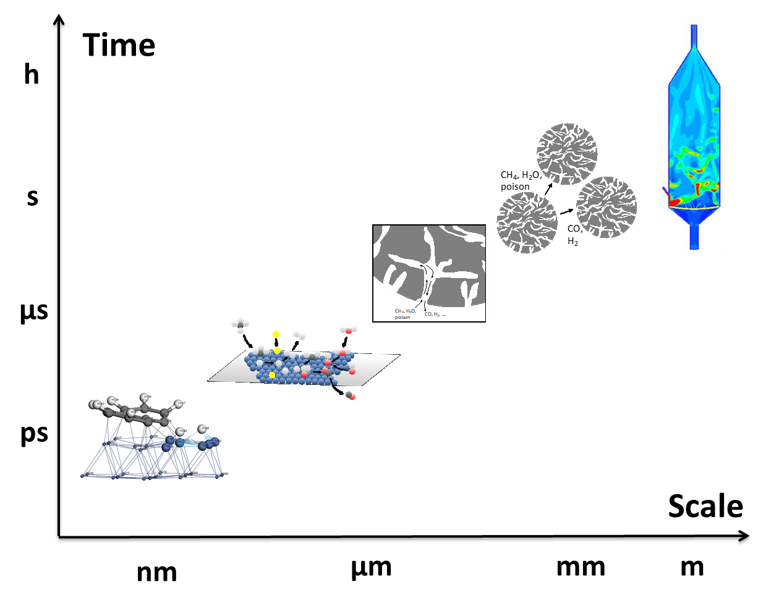 Time
h
s
µs
ps
CH₄, H₂O,
poison
CO,
H₂
CH₄, H₂O,
poison
CO, H₂, ...
Scale
nm
µm
mm
m